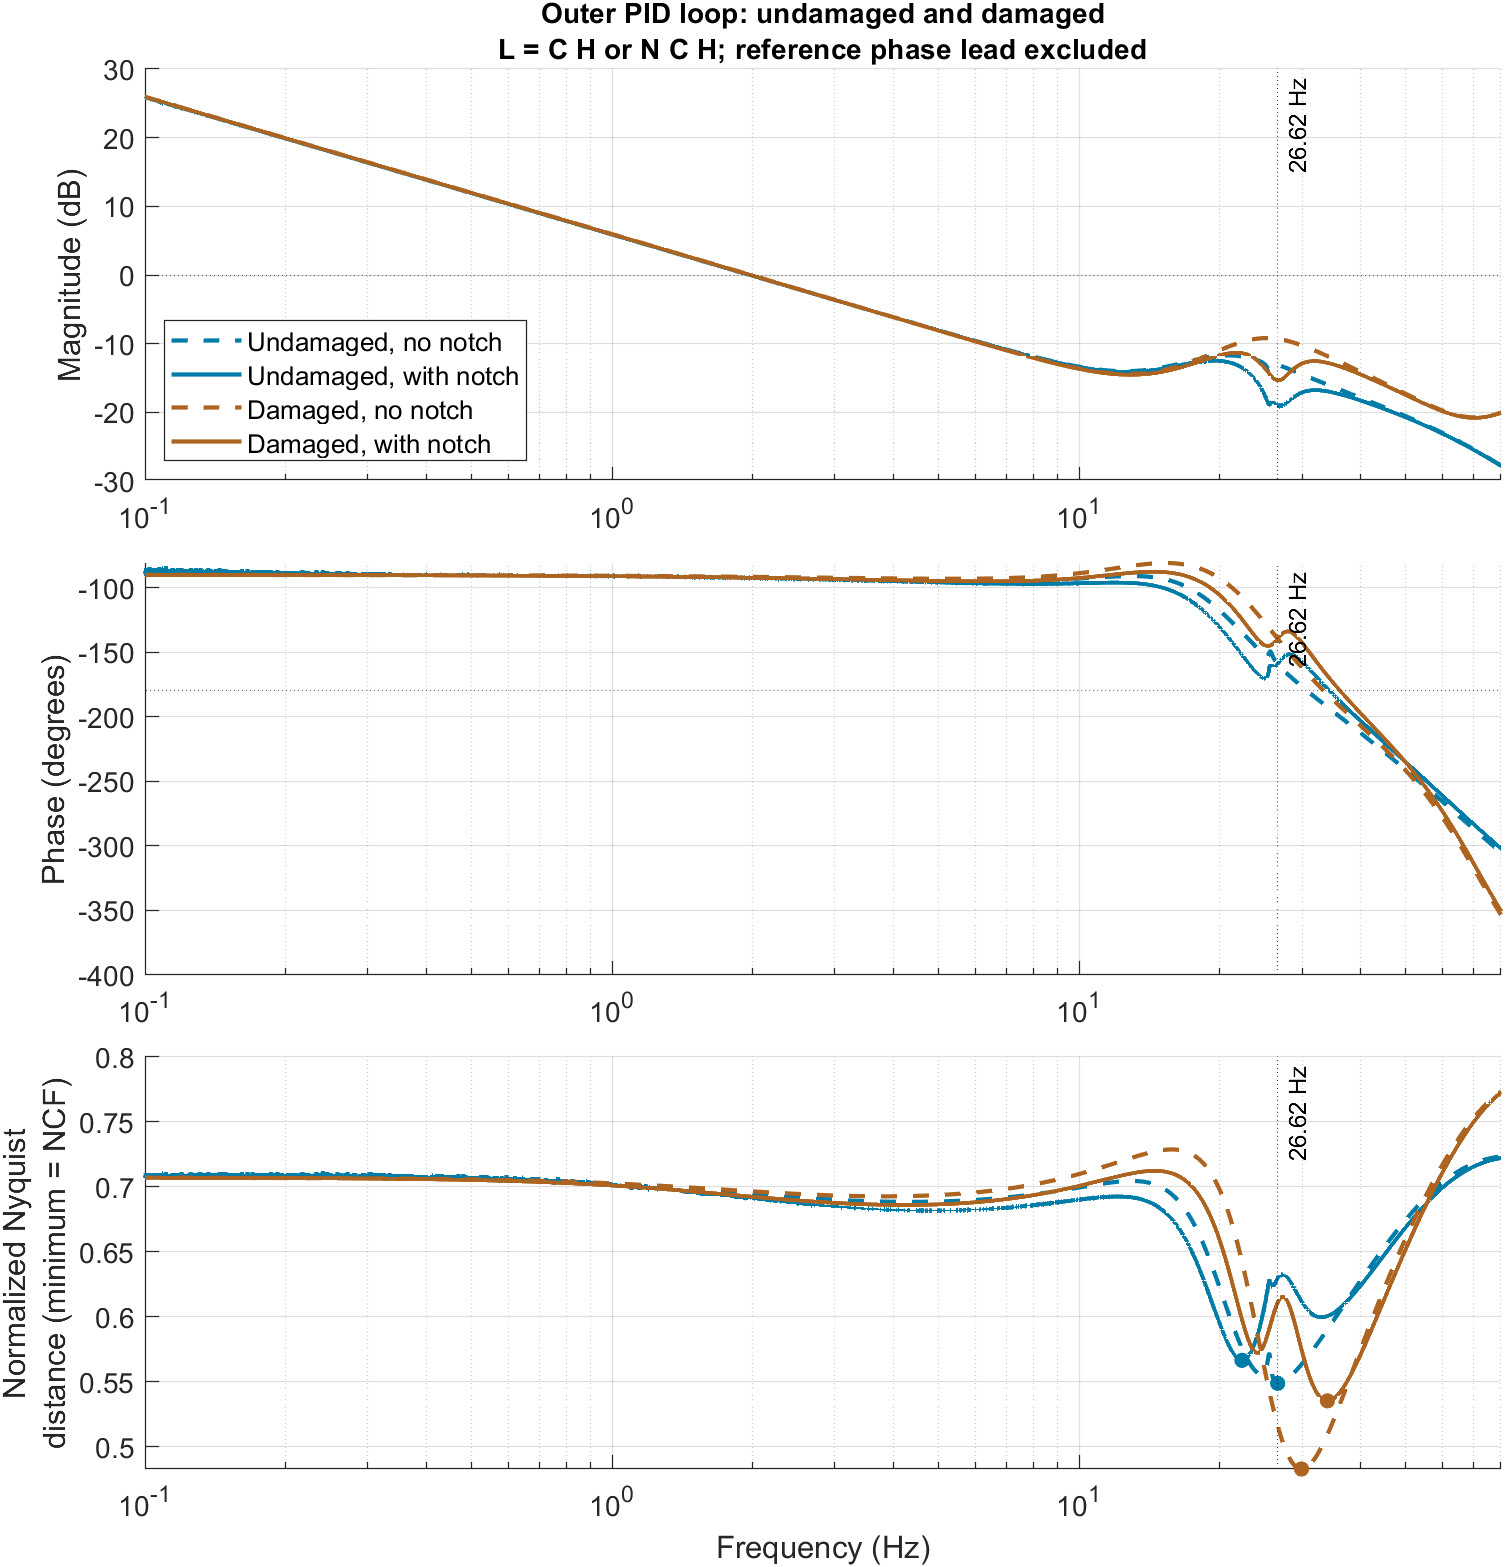 Outer PID loop: undamaged and damaged
L = C H or N C H; reference phase lead excluded
30
20
10
0
-10
-20
-30
Magnitude (dB)
26.62 Hz
Undamaged, no notch
Undamaged, with notch
Damaged, no notch
Damaged, with notch
10-1
100
101
-100
-150
-200
-250
-300
-350
-400
Phase (degrees)
26.62 Hz
10-1
100
101
0.8
0.75
0.7
0.65
0.6
0.55
0.5
Normalized Nyquist
distance (minimum = NCF)
26.62 Hz
10-1
100
101
Frequency (Hz)